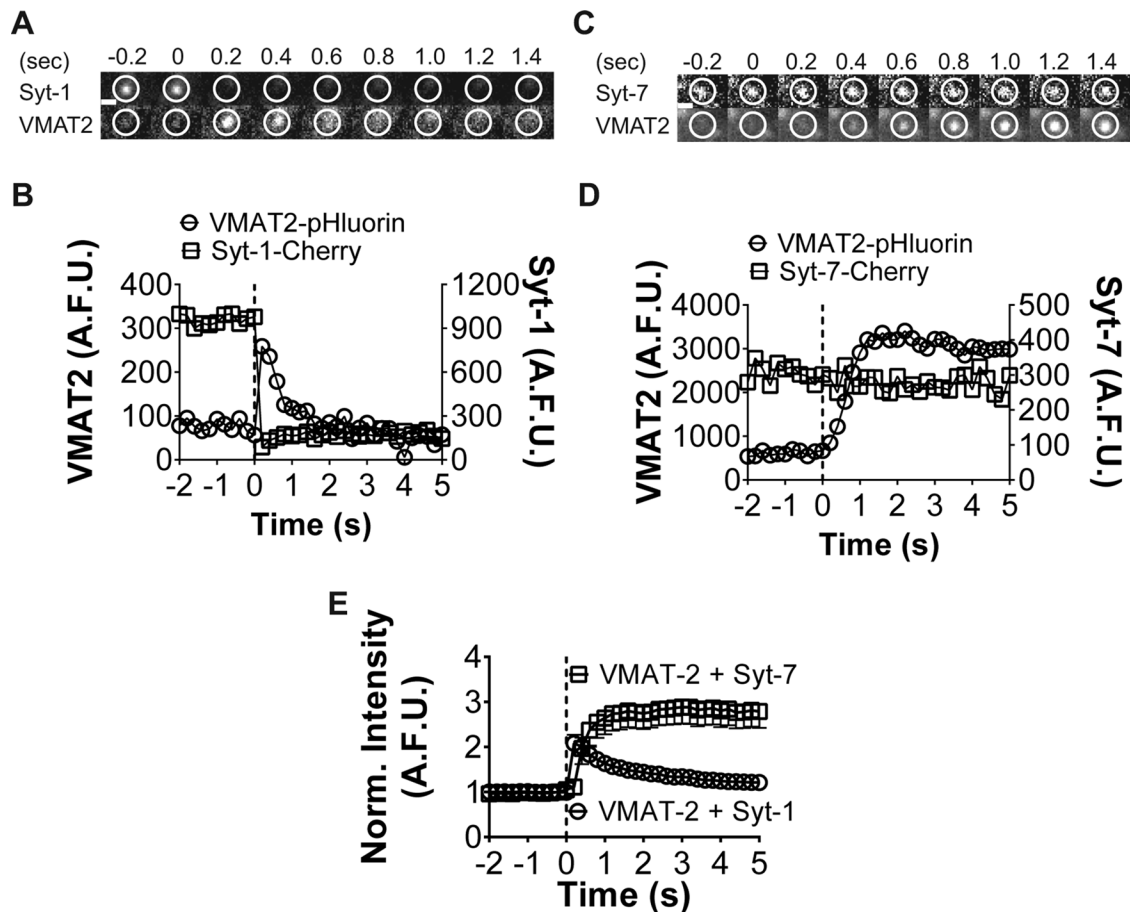 A
(sec) -0.2 0 0.2 0.4 0.6 0.8 1.0 1.2 1.4
Syt-1
VMAT2
C
(sec) -0.2 0 0.2 0.4 0.6 0.8 1.0 1.2 1.4
Syt-7
VMAT2
B
VMAT2-pHluorin
Syt-1-Cherry
VMAT2 (A.F.U.)
400
300
200
100
0
Syt-1 (A.F.U.)
1200
900
600
300
0
-2 -1 0 1 2 3 4 5
Time (s)
D
VMAT2-pHluorin
Syt-7-Cherry
VMAT2 (A.F.U.)
4000
3000
2000
1000
0
Syt-7 (A.F.U.)
500
400
300
200
100
0
-2 -1 0 1 2 3 4 5
Time (s)
E
Norm. Intensity
(A.F.U.)
4
3
2
1
0
VMAT-2 + Syt-7
VMAT-2 + Syt-1
-2 -1 0 1 2 3 4 5
Time (s)